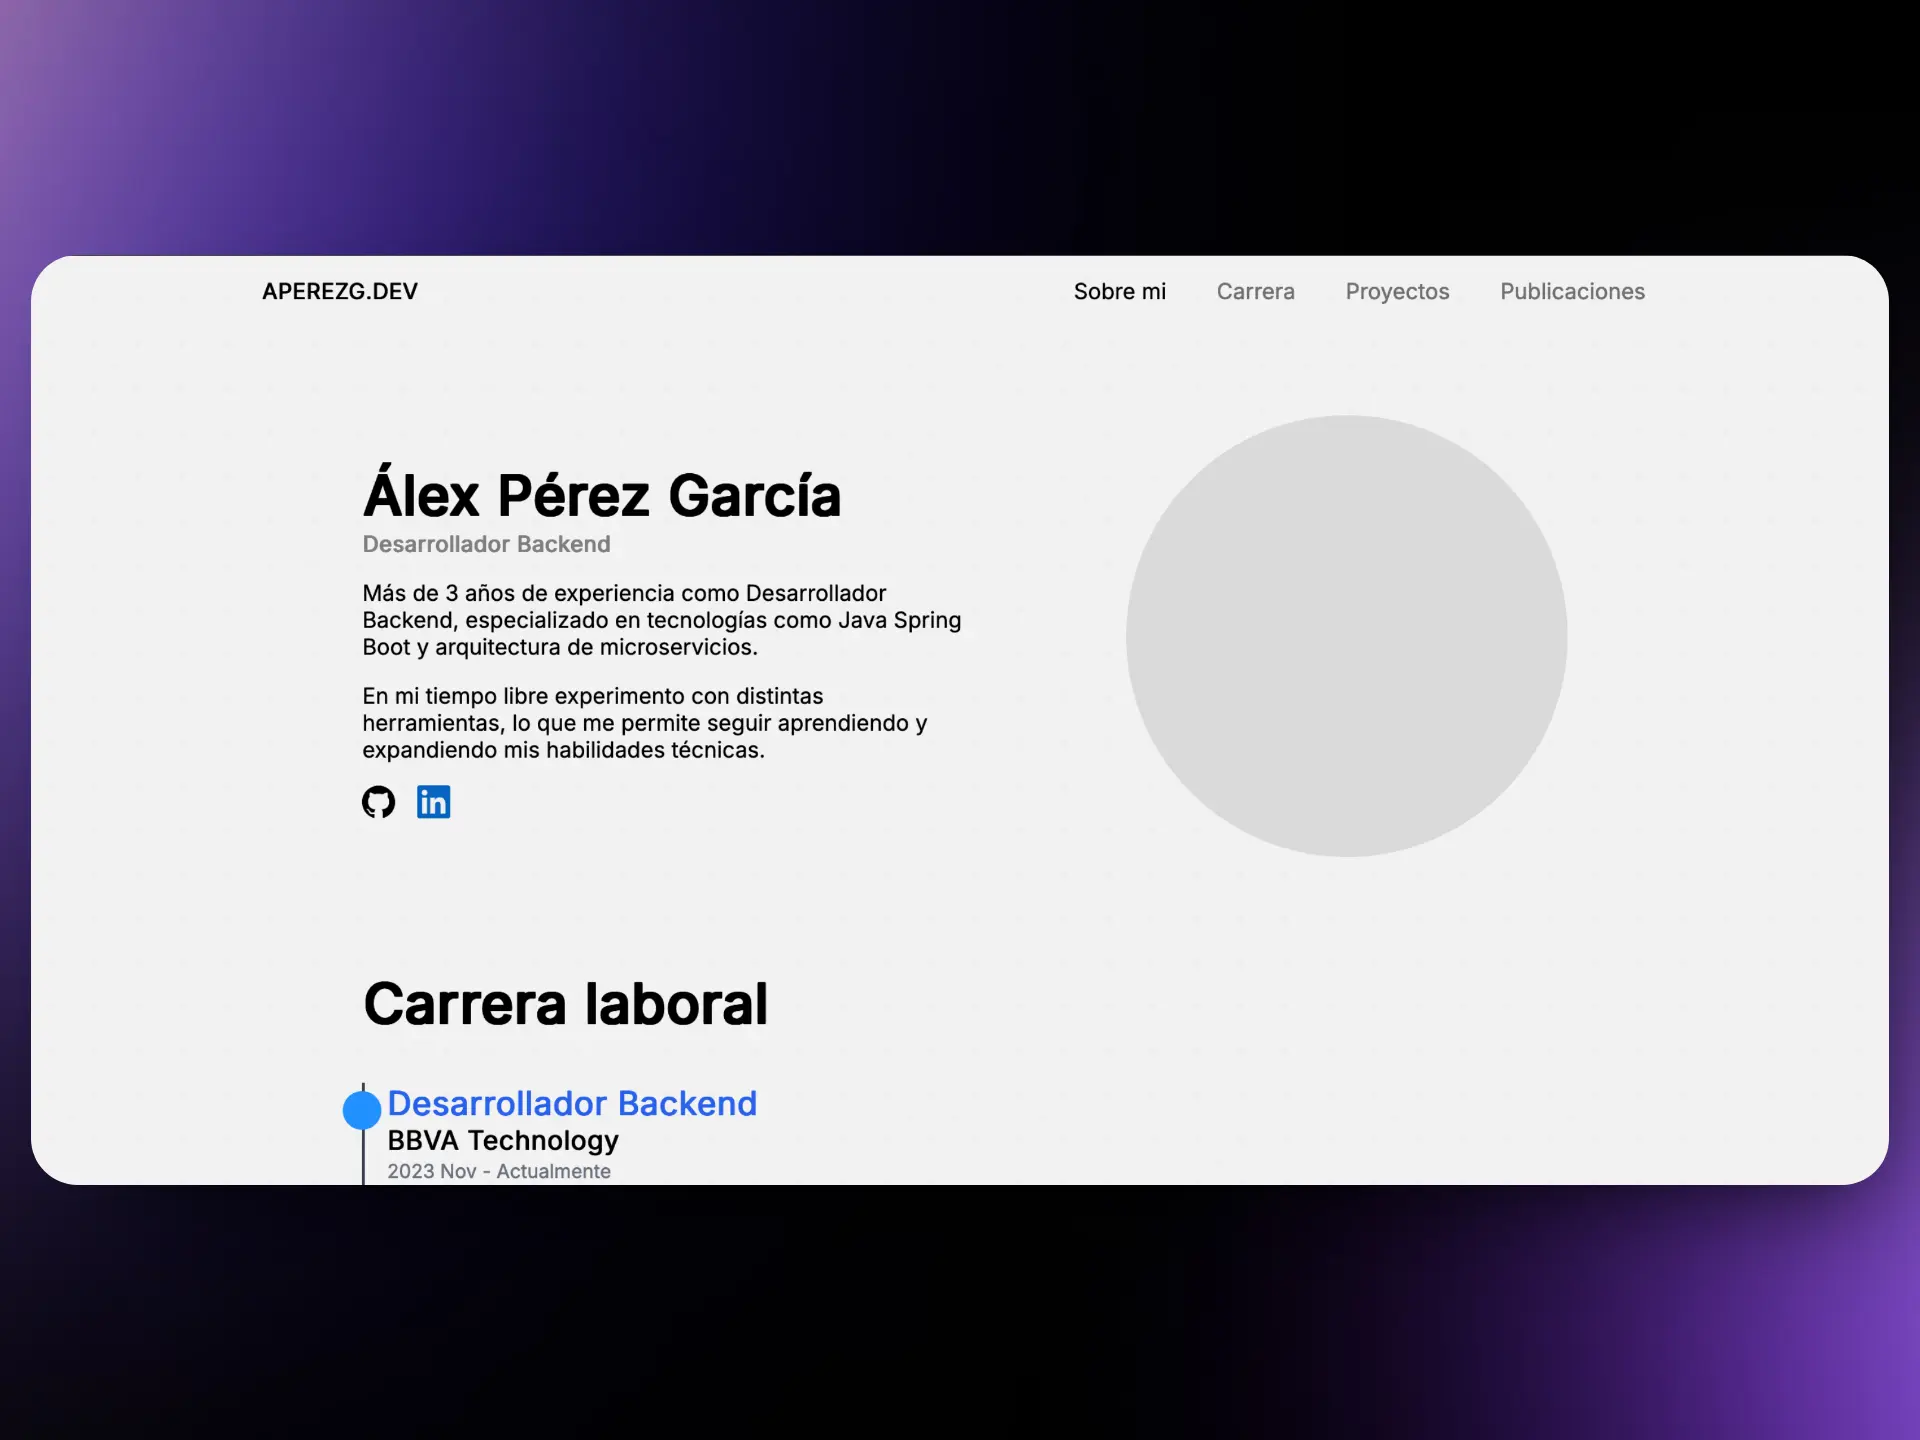 APEREZG.DEV
Sobre mi
Carrera
Proyectos
Publicaciones
Álex Pérez García
Desarrollador Backend
Más de 3 años de experiencia como Desarrollador
Backend, especializado en tecnologías como Java Spring
Boot y arquitectura de microservicios.
En mi tiempo libre experimento con distintas
herramientas, lo que me permite seguir aprendiendo y
expandiendo mis habilidades técnicas.
in
Carrera laboral
Desarrollador Backend
BBVA Technology
2023 Nov - Actualmente